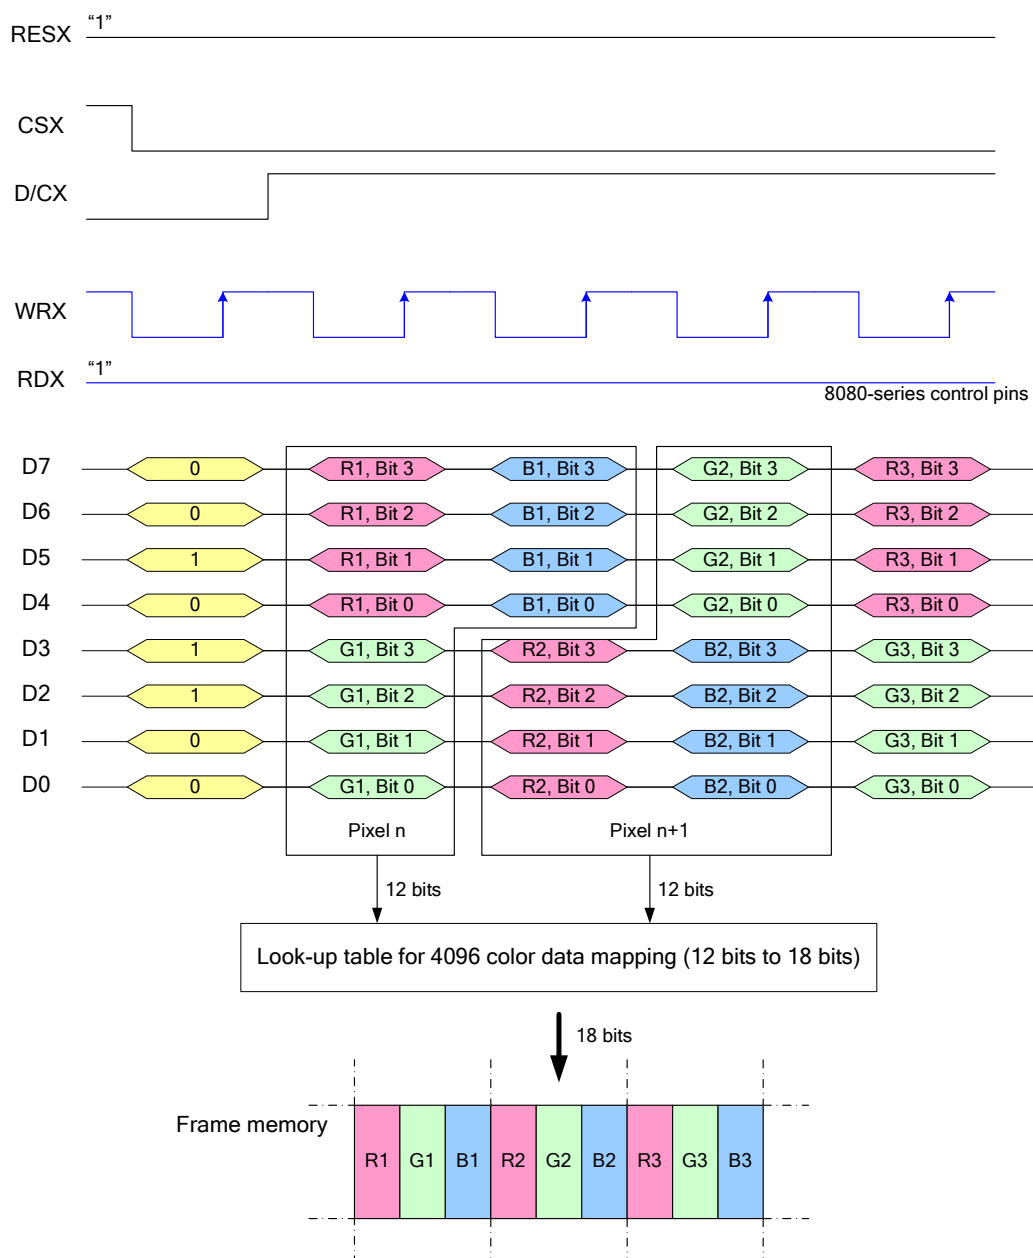 RESX “1”
CSX
D/CX
WRX
RDX “1”
8080-series control pins
D7 0 R1, Bit 3 B1, Bit 3 G2, Bit 3 R3, Bit 3
D6 0 R1, Bit 2 B1, Bit 2 G2, Bit 2 R3, Bit 2
D5 1 R1, Bit 1 B1, Bit 1 G2, Bit 1 R3, Bit 1
D4 0 R1, Bit 0 B1, Bit 0 G2, Bit 0 R3, Bit 0
D3 1 G1, Bit 3 R2, Bit 3 B2, Bit 3 G3, Bit 3
D2 1 G1, Bit 2 R2, Bit 2 B2, Bit 2 G3, Bit 2
D1 0 G1, Bit 1 R2, Bit 1 B2, Bit 1 G3, Bit 1
D0 0 G1, Bit 0 R2, Bit 0 B2, Bit 0 G3, Bit 0
Pixel n Pixel n+1
12 bits 12 bits
Look-up table for 4096 color data mapping (12 bits to 18 bits)
18 bits
Frame memory
R1 G1 B1 R2 G2 B2 R3 G3 B3